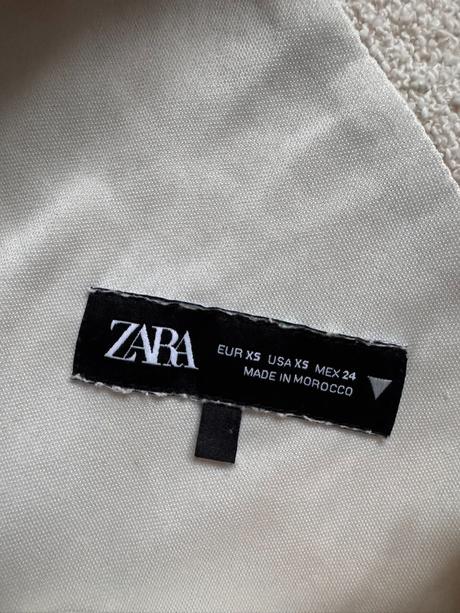 ZARA
EUR XS USA XS MEX 24
MADE IN MOROCCO